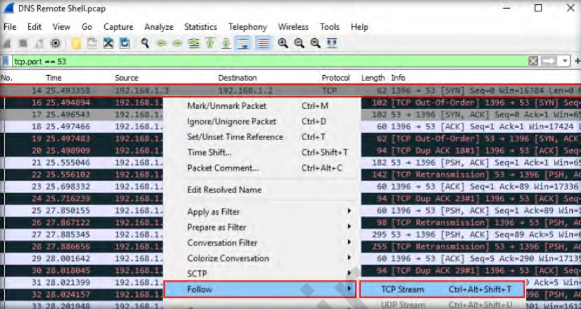 DNS Remote Shell.pcap
File Edit View Go Capture Analyze Statistics Telephony Wireless Tools Help
tcp.port == 53
No. Time Source Destination Protocol Length Info
14 25.493358 192.168.1.3 192.168.1.2 TCP 62 1396 → 53 [SYN] Seq=0 Win=16384 Len=0
16 25.494894 192.168.1. Mark/Unmark Packet Ctrl+M 102 [TCP Out-Of-Order] 1396 → 53 [SYN] Seq
17 25.496543 192.168.1. Ignore/Unignore Packet Ctrl+D 102 53 → 1396 [SYN, ACK] Seq=0 Ack=1 Win=6
18 25.497466 192.168.1. Set/Unset Time Reference Ctrl+T 60 1396 → 53 [ACK] Seq=1 Ack=1 Win=17424
19 25.497483 192.168.1. 62 [TCP Out-Of-Order] 53 → 1396 [SYN, ACK
20 25.498909 192.168.1. Time Shift... Ctrl+Shift+T 94 [TCP Dup ACK 18#1] 1396 → 53 [ACK] Seq
21 25.555046 192.168.1. Packet Comment... Ctrl+Alt+C 182 53 → 1396 [PSH, ACK] Seq=1 Ack=1 Win=65
22 25.556102 192.168.1. 142 [TCP Retransmission] 53 → 1396 [PSH, A
23 25.698332 192.168.1. Edit Resolved Name 60 1396 → 53 [ACK] Seq=1 Ack=89 Win=17336
24 25.716239 192.168.1. 94 [TCP Dup ACK 23#1] 1396 → 53 [ACK] Seq
25 27.850155 192.168.1. Apply as Filter 60 1396 → 53 [PSH, ACK] Seq=1 Ack=89 Win=
26 27.867122 192.168.1. Prepare as Filter 98 [TCP Retransmission] 1396 → 53 [PSH, A
27 27.885345 192.168.1. Conversation Filter 295 53 → 1396 [PSH, ACK] Seq=89 Ack=5 Win=6
28 27.886656 192.168.1. Colorize Conversation 255 [TCP Retransmission] 53 → 1396 [PSH, A
29 28.001642 192.168.1. 60 1396 → 53 [ACK] Seq=5 Ack=290 Win=1713
30 28.018045 192.168.1. SCTP 94 [TCP Dup ACK 29#1] 1396 → 53 [ACK] Seq
31 28.021399 192.168.1. Follow TCP Stream Ctrl+Alt+Shift+T Ack=5 Win=
32 28.024157 192.168.1. 1396 [PSH, A
33 28.201948 192.168.1. UDP Stream Ctrl+Alt+Shift+U